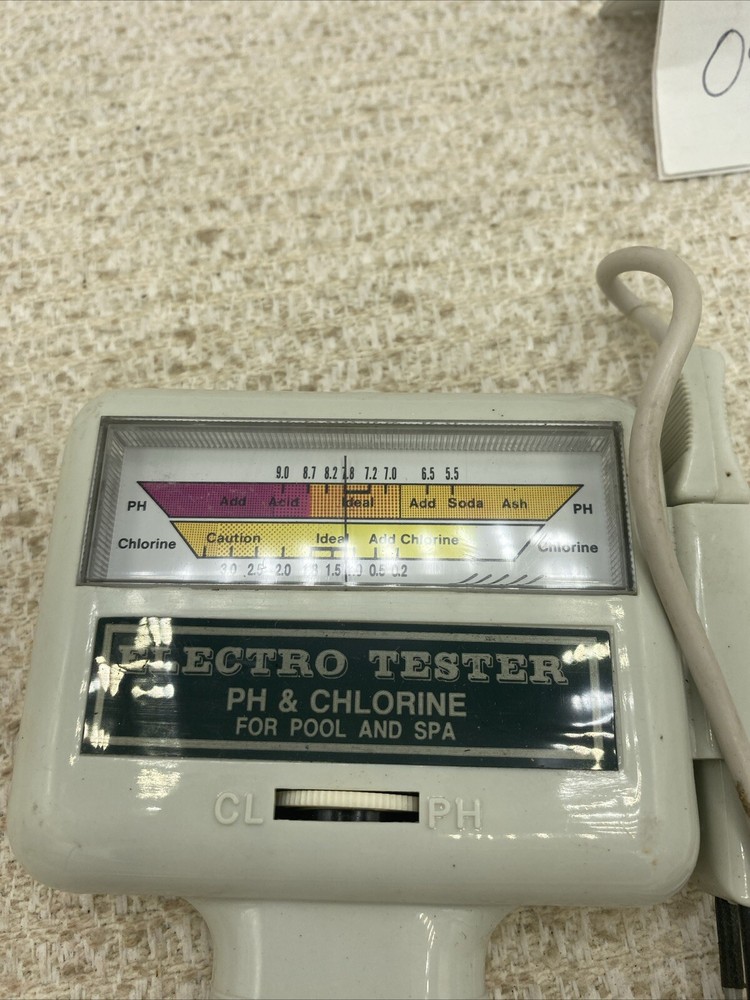 9.0 8.7 8.2 7.8 7.2 7.0 6.5 5.5
PH Add Acid Ideal Add Soda Ash PH
Chlorine Caution Ideal Add Chlorine Chlorine
3.0 2.5 2.0 1.5 0.5 0.2
ELECTRO TESTER
PH & CHLORINE
FOR POOL AND SPA
CL PH